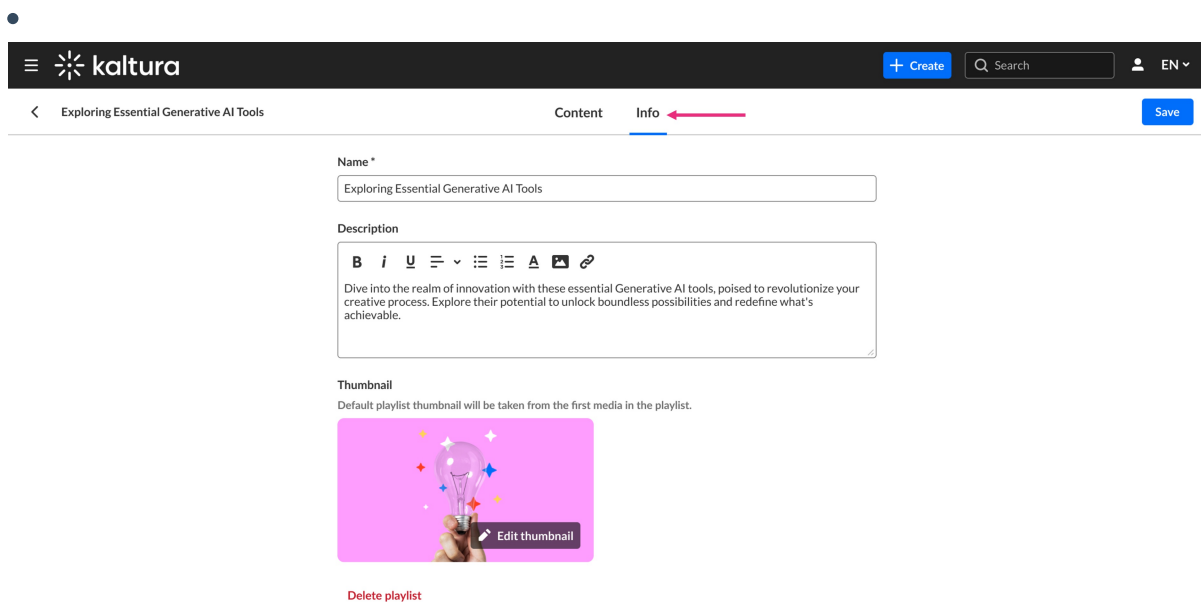 kaltura
Create
Search
EN
Exploring Essential Generative AI Tools
Content
Info
Save
Name *
Exploring Essential Generative AI Tools
Description
B i U A
Dive into the realm of innovation with these essential Generative AI tools, poised to revolutionize your
creative process. Explore their potential to unlock boundless possibilities and redefine what's
achievable.
Thumbnail
Default playlist thumbnail will be taken from the first media in the playlist.
Edit thumbnail
Delete playlist